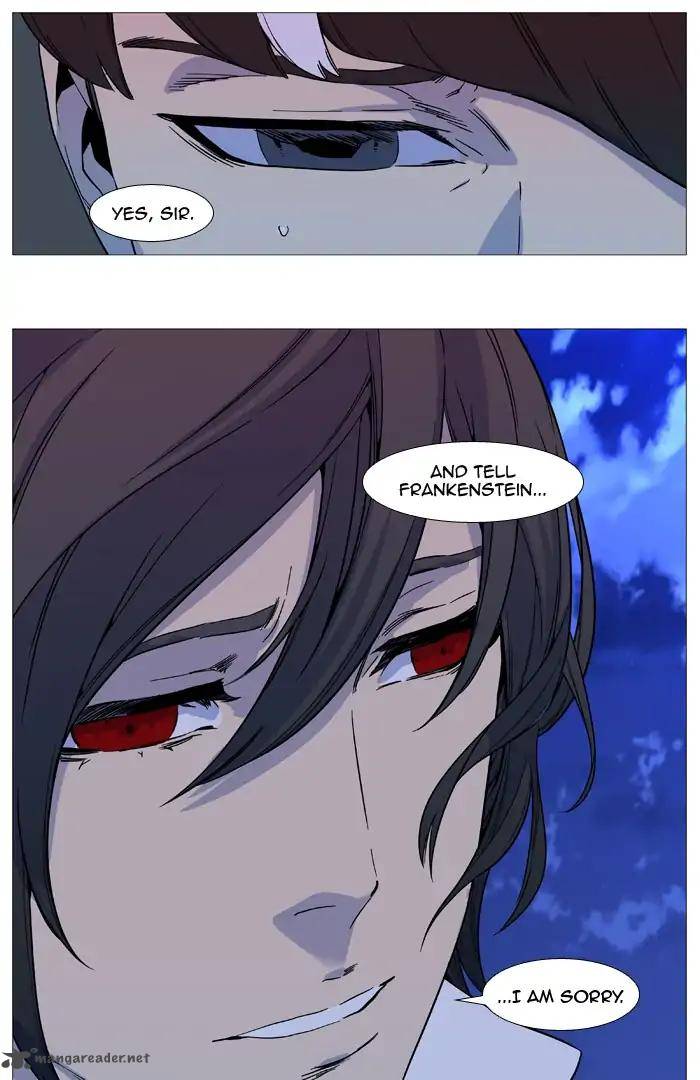 YES, SIR.
AND TELL
FRANKENSTEIN...
...I AM SORRY.
mangareader.net